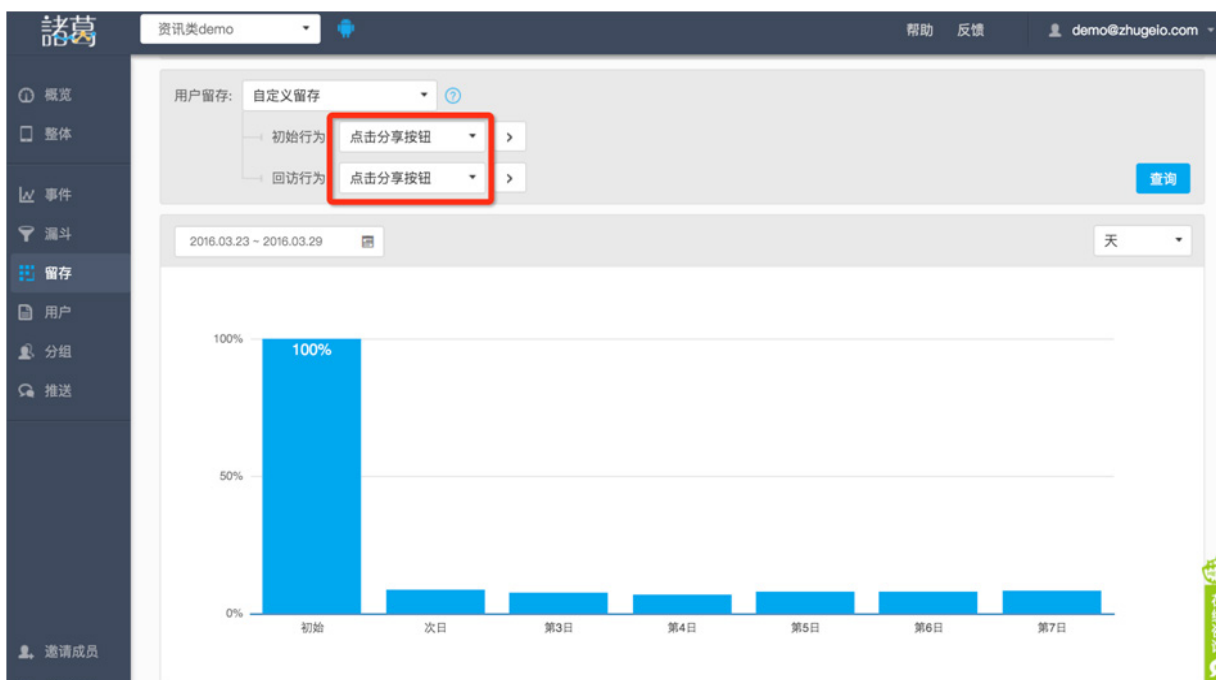 諸葛
资讯类demo
帮助 反馈 demo@zhugeio.com
概览
整体
事件
漏斗
留存
用户
分组
推送
邀请成员
用户留存: 自定义留存 ?
初始行为 点击分享按钮 >
回访行为 点击分享按钮 >
查询
2016.03.23 ~ 2016.03.29
天
100%
100%
50%
0%
初始 次日 第3日 第4日 第5日 第6日 第7日